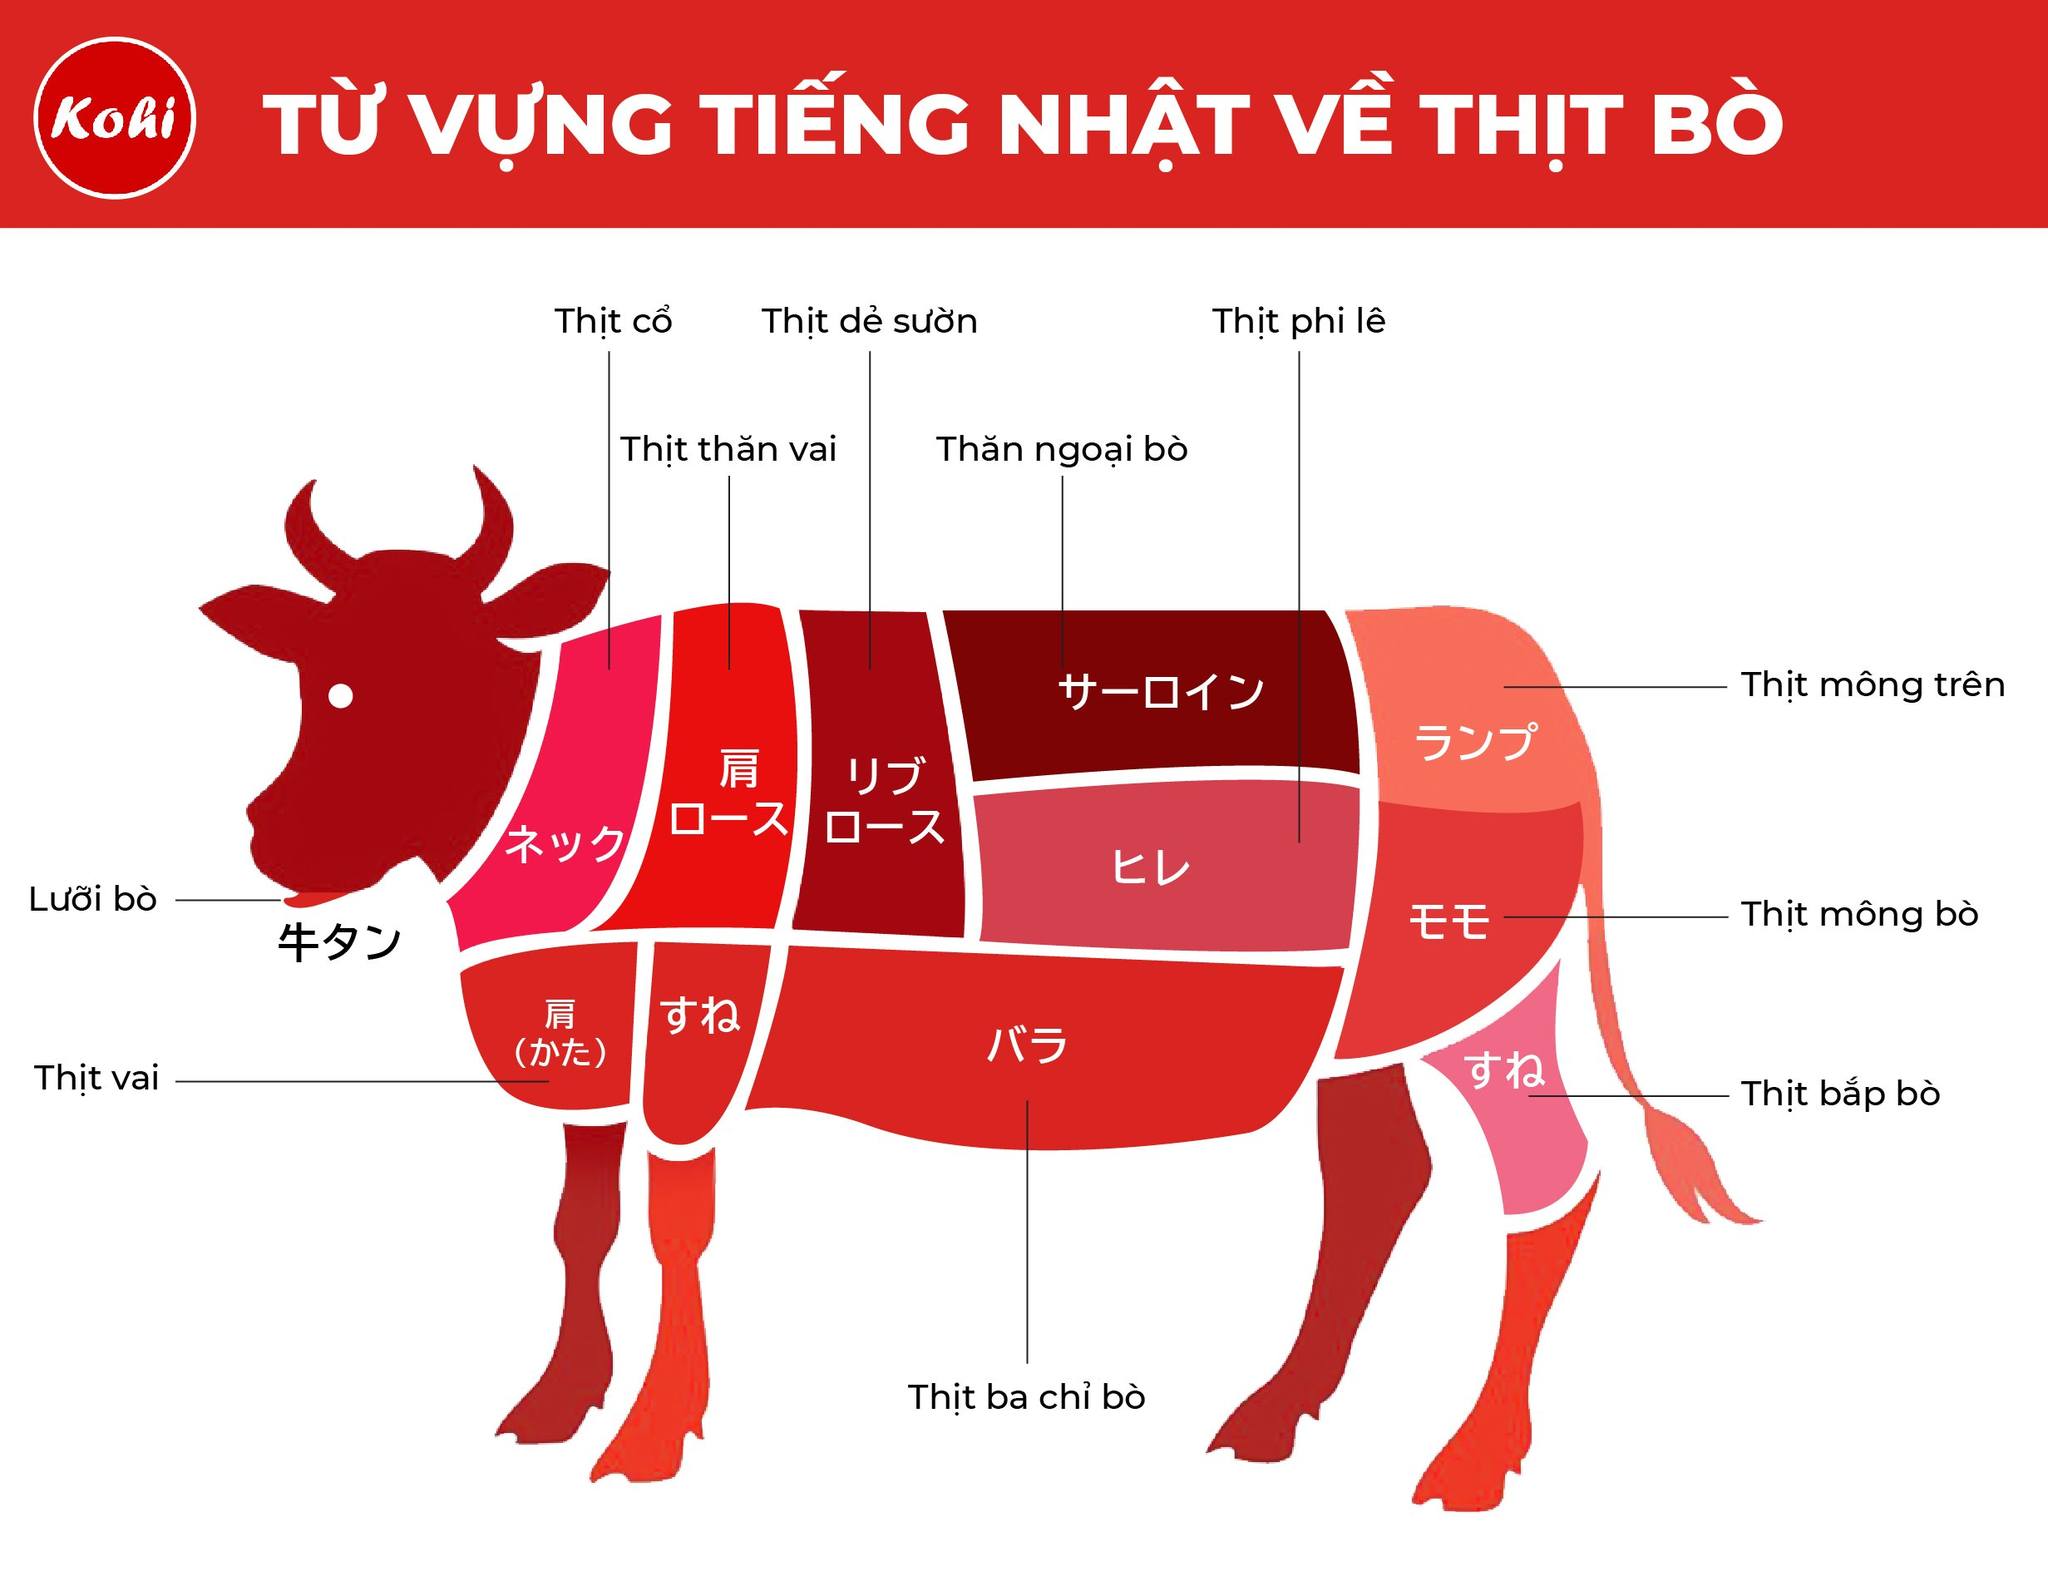 Kohi
TỪ VỰNG TIẾNG NHẬT VỀ THỊT BÒ
Thịt cổ
Thịt dẻ sườn
Thịt phi lê
Thịt thăn vai
Thăn ngoại bò
サーロイン
Thịt mông trên
ランプ
肩
ロース
リブ
ロース
ネック
ヒレ
Lưỡi bò
牛タン
モモ
Thịt mông bò
肩
(かた)
すね
バラ
すね
Thịt vai
Thịt bắp bò
Thịt ba chỉ bò